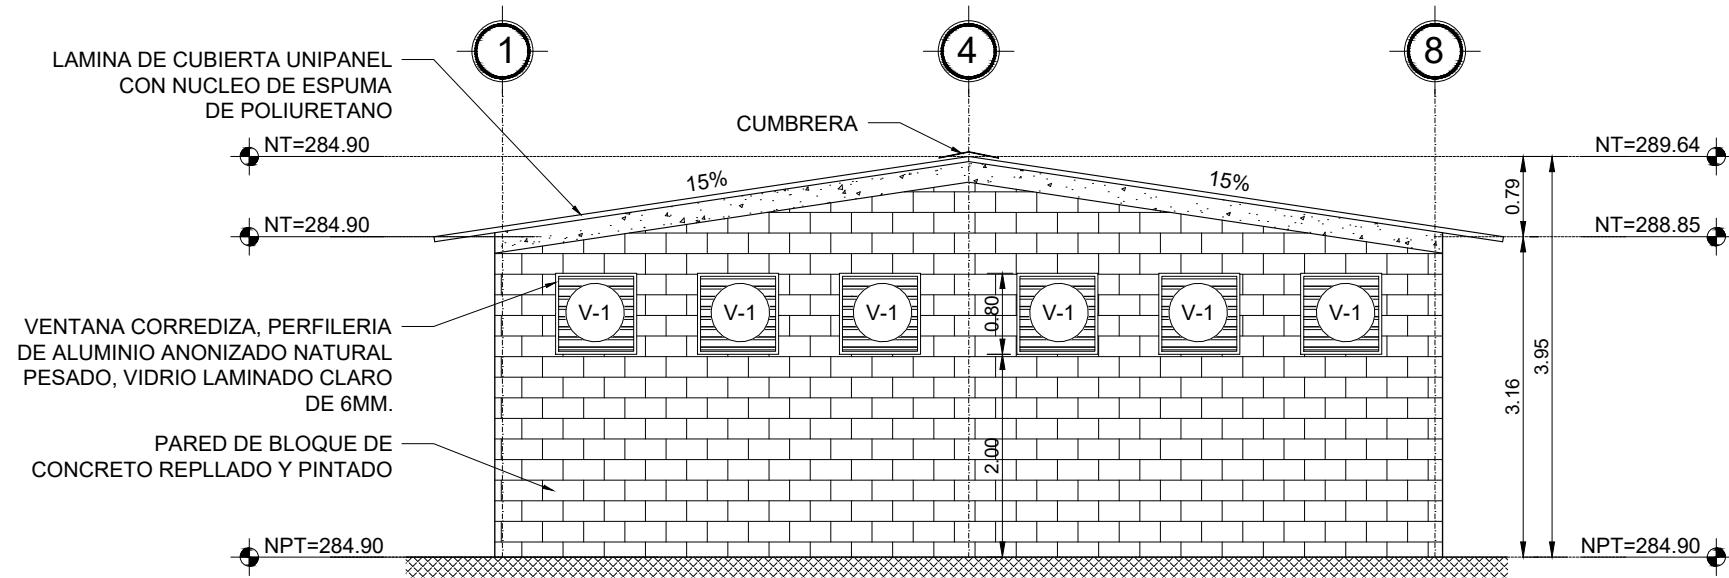 1
4
8
LAMINA DE CUBIERTA UNIPANEL
CON NUCLEO DE ESPUMA
DE POLIURETANO
CUMBRERA
NT=284.90
NT=289.64
15%
15%
0.79
NT=284.90
NT=288.85
V-1
V-1
V-1
V-1
V-1
V-1
0.80
VENTANA CORREDIZA, PERFILERIA
DE ALUMINIO ANONIZADO NATURAL
PESADO, VIDRIO LAMINADO CLARO
DE 6MM.
3.95
3.16
PARED DE BLOQUE DE
CONCRETO REPLLADO Y PINTADO
2.00
NPT=284.90
NPT=284.90